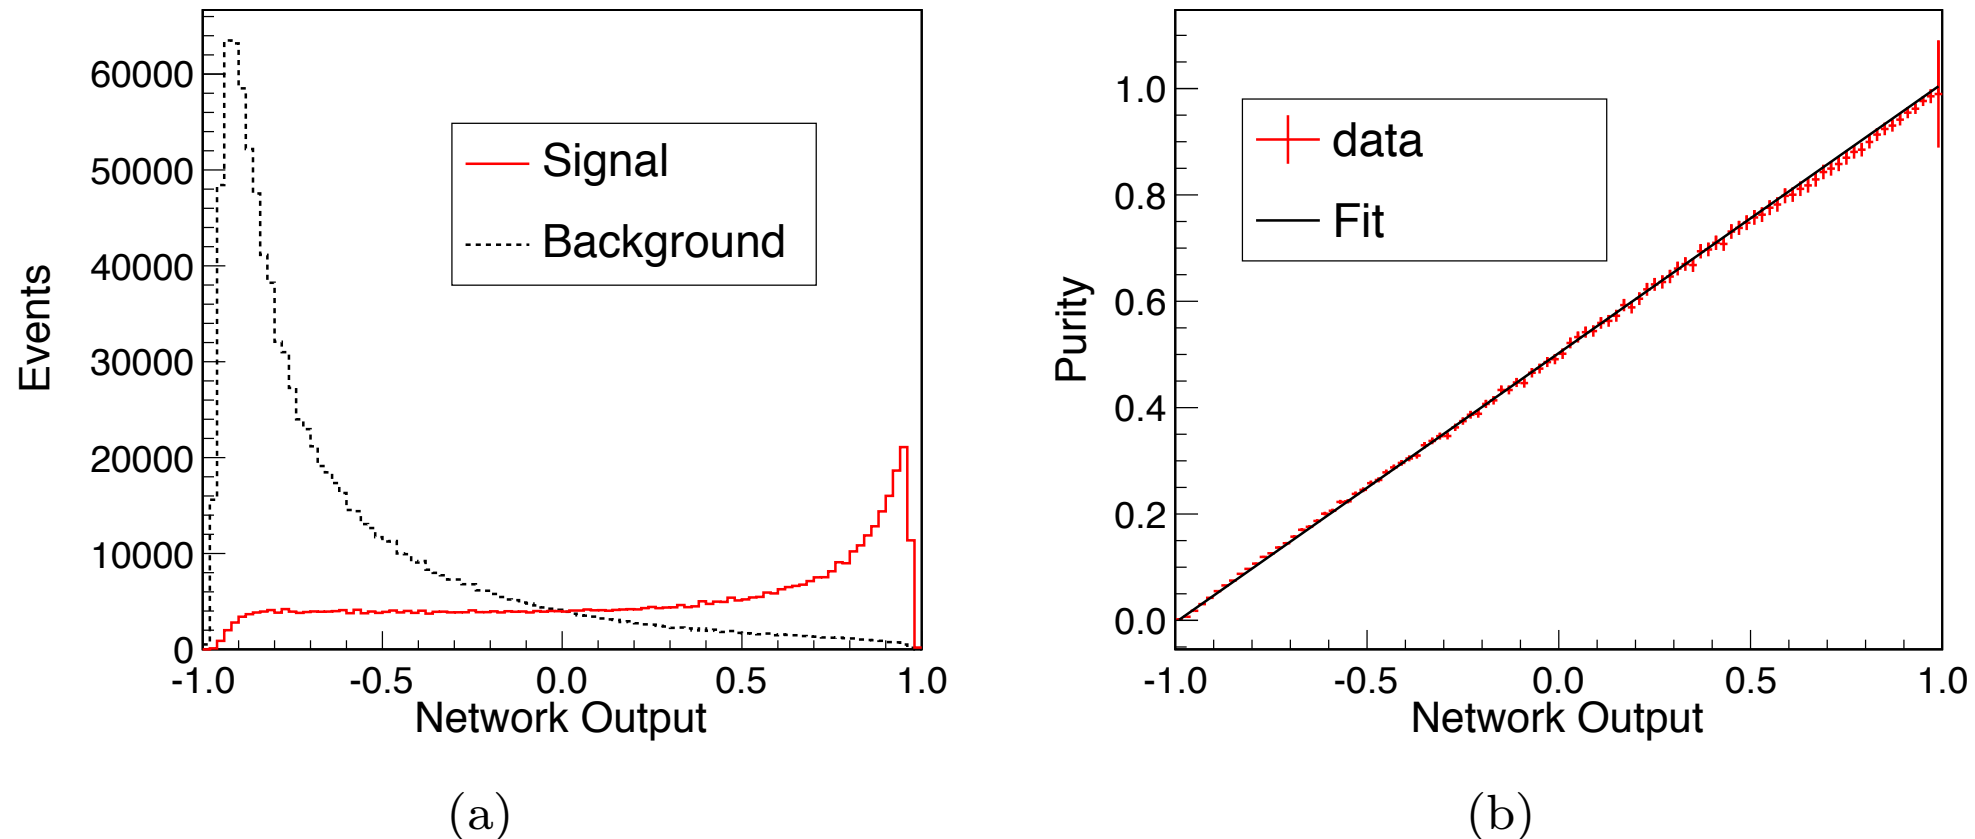 60000
50000
40000
30000
20000
10000
0
Events
Signal
Background
-1.0 -0.5 0.0 0.5 1.0
Network Output
(a)
1.0
0.8
0.6
0.4
0.2
0.0
Purity
data
Fit
-1.0 -0.5 0.0 0.5 1.0
Network Output
(b)